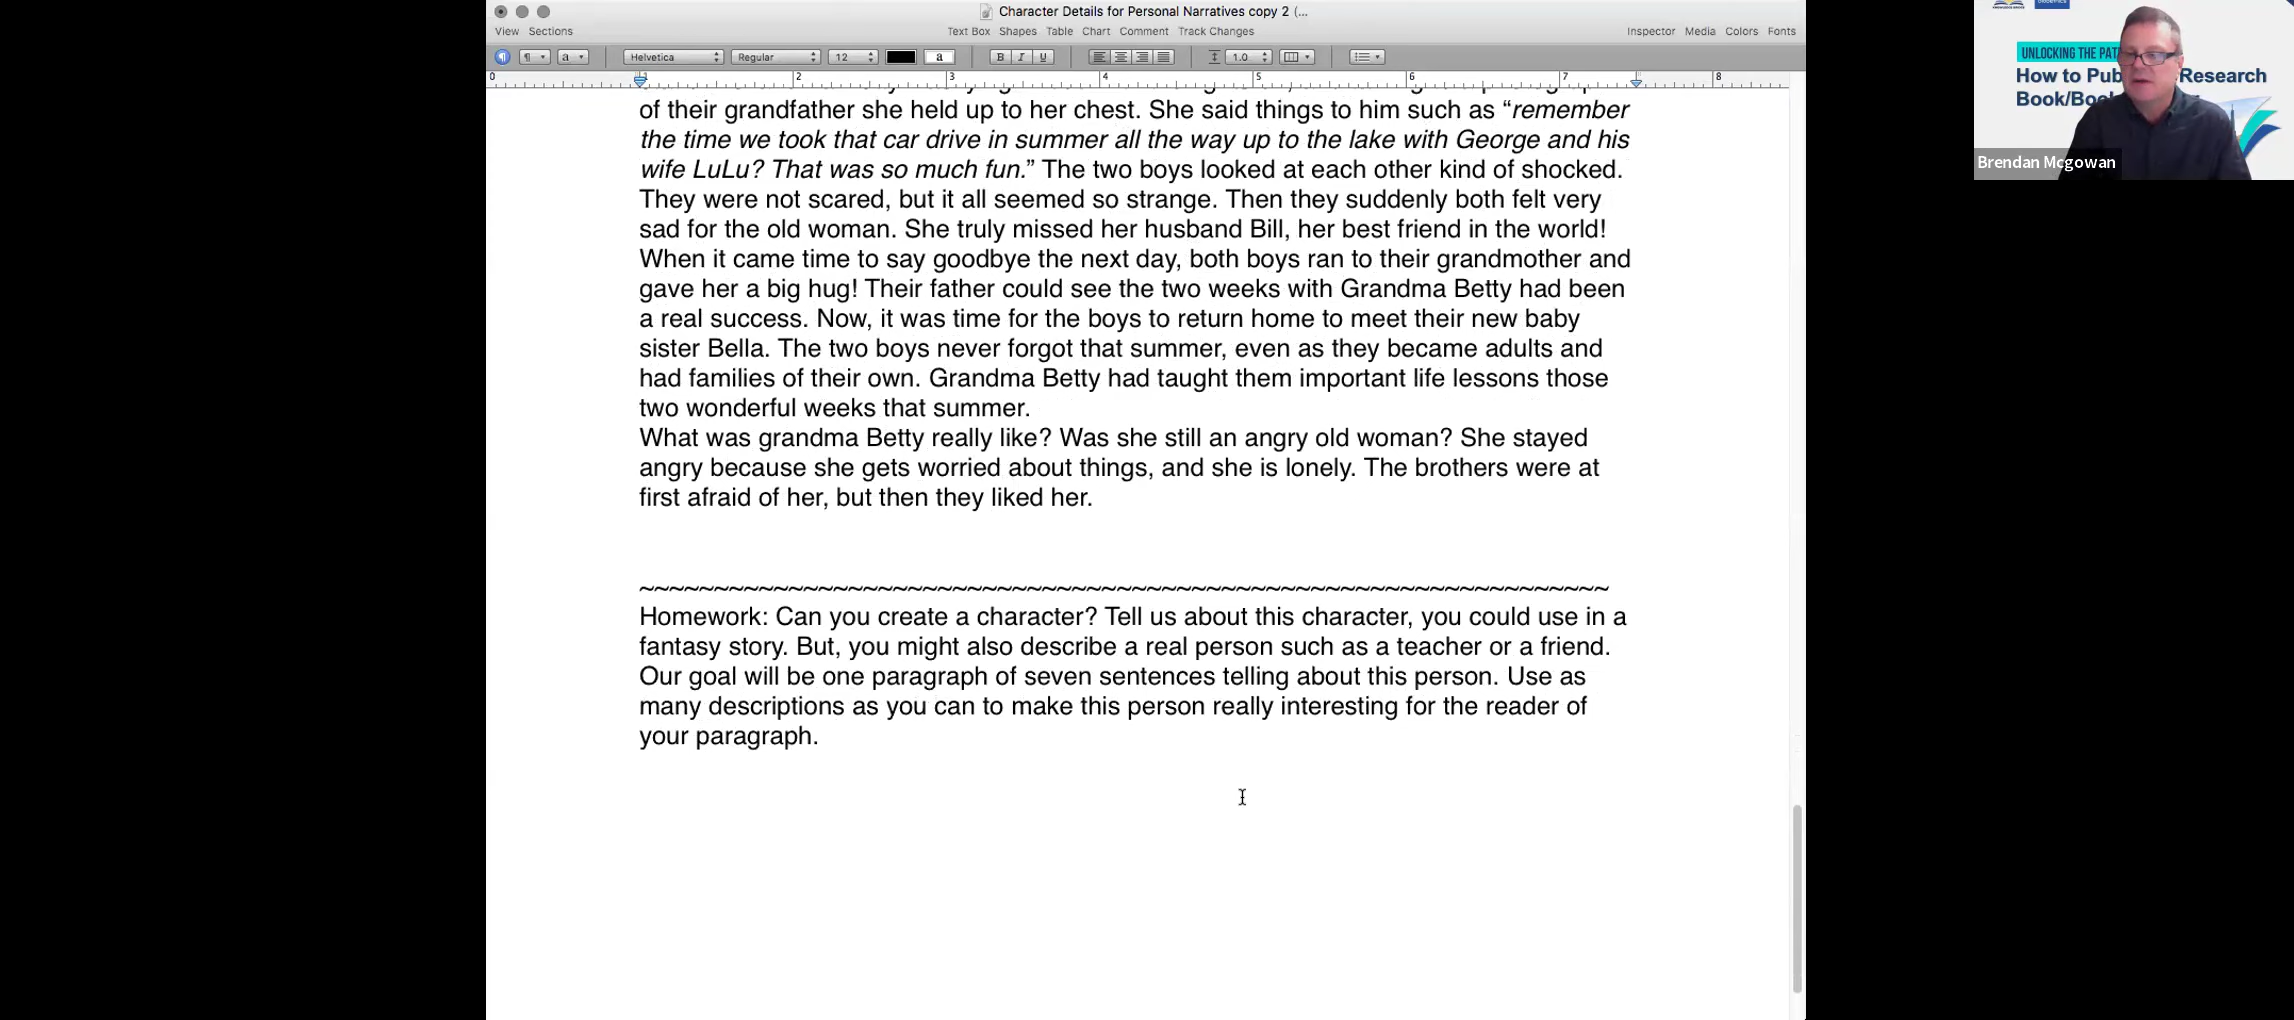 Character Details for Personal Narratives copy 2 (...
View Sections Text Box Shapes Table Chart Comment Track Changes Inspector Media Colors Fonts
Helvetica Regular 12 a B I U 1.0
0 1 2 3 4 5 6 7 8
of their grandfather she held up to her chest. She said things to him such as “remember
the time we took that car drive in summer all the way up to the lake with George and his
wife LuLu? That was so much fun.” The two boys looked at each other kind of shocked.
They were not scared, but it all seemed so strange. Then they suddenly both felt very
sad for the old woman. She truly missed her husband Bill, her best friend in the world!
When it came time to say goodbye the next day, both boys ran to their grandmother and
gave her a big hug! Their father could see the two weeks with Grandma Betty had been
a real success. Now, it was time for the boys to return home to meet their new baby
sister Bella. The two boys never forgot that summer, even as they became adults and
had families of their own. Grandma Betty had taught them important life lessons those
two wonderful weeks that summer.
What was grandma Betty really like? Was she still an angry old woman? She stayed
angry because she gets worried about things, and she is lonely. The brothers were at
first afraid of her, but then they liked her.
~~~~~~~~~~~~~~~~~~~~~~~~~~~~~~~~~~~~~~~~~~~~~~~~~~~~~~~~~~~~~~~~~
Homework: Can you create a character? Tell us about this character, you could use in a
fantasy story. But, you might also describe a real person such as a teacher or a friend.
Our goal will be one paragraph of seven sentences telling about this person. Use as
many descriptions as you can to make this person really interesting for the reader of
your paragraph.
UNLOCKING THE
How to Research
Brendan Mcgowan